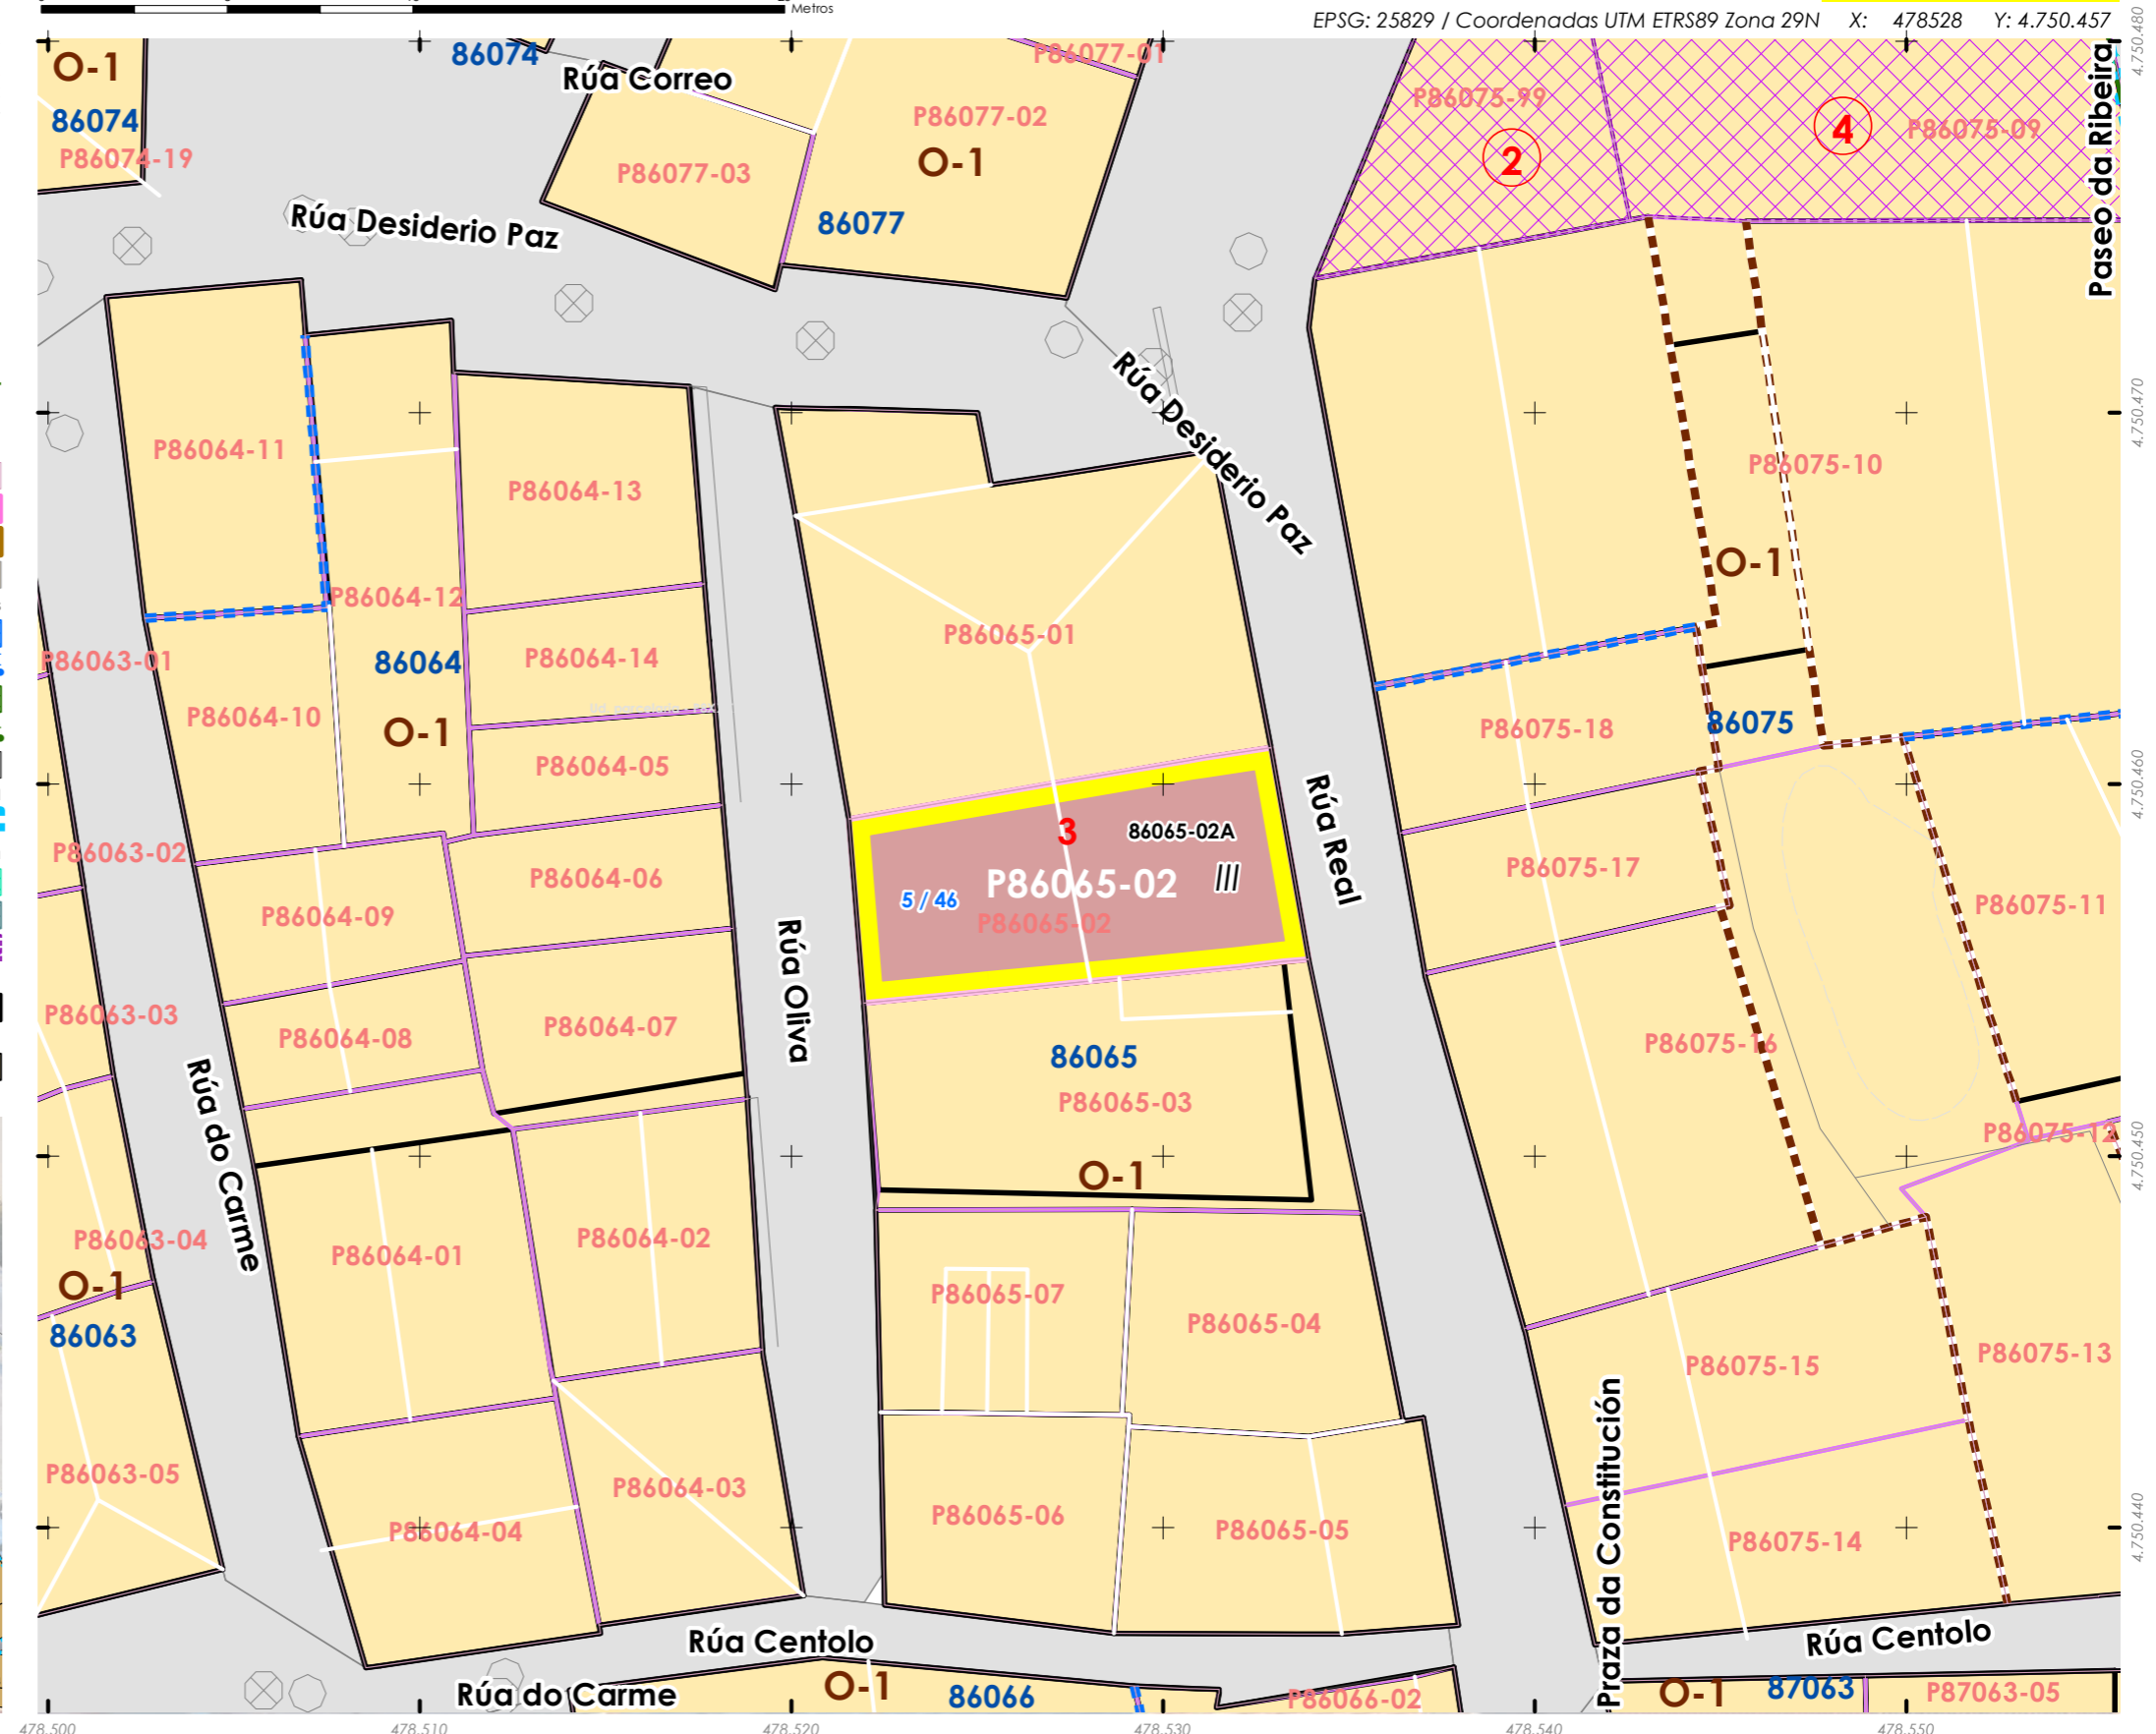 Metros
EPSG: 25829 / Coordenadas UTM ETRS89 Zona 29N X: 478528 Y: 4.750.457
4.750.480
O-1
86074
Rúa Correo
P86077-01
P86075-99
Paseo da Ribeira
86074
P86074-19
P86077-02
O-1
P86077-03
86077
2
4
P86075-09
Rúa Desiderio Paz
Rúa Desiderio Paz
4.750.470
P86064-11
P86064-13
P86075-10
O-1
P86064-12
P86065-01
P86063-01
86064
P86064-14
P86064-10
O-1
P86075-18
86075
P86064-05
4.750.460
Rúa Real
3
86065-02A
P86063-02
P86064-06
P86065-02
III
5 / 46
P86065-02
P86075-17
P86064-09
P86075-11
Rúa Oliva
P86063-03
P86064-08
P86064-07
86065
P86075-16
P86065-03
Rúa do Carme
P86075-12
4.750.450
O-1
P86063-04
P86064-01
P86064-02
O-1
86063
P86065-07
P86065-04
P86075-15
P86075-13
P86063-05
P86064-03
P86064-04
P86065-06
P86065-05
P86075-14
4.750.440
Praza da Constitución
Rúa Centolo
Rúa Centolo
Rúa do Carme
O-1
86066
P86066-02
O-1
87063
P87063-05
478.500
478.510
478.520
478.530
478.540
478.550